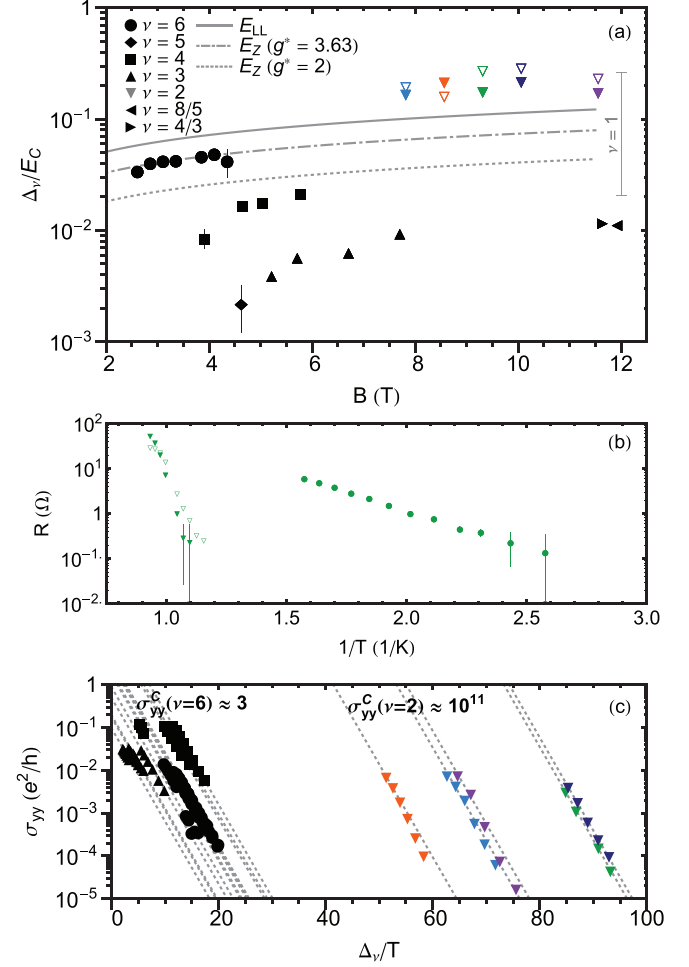 (a)
ν = 6
ν = 5
ν = 4
ν = 3
ν = 2
ν = 8/5
ν = 4/3
E_LL
E_Z (g* = 3.63)
E_Z (g* = 2)
ν = 1
Δ_ν/E_C
1
10^-1
10^-2
10^-3
2 4 6 8 10 12
B (T)
(b)
R (Ω)
10^2
10^1
1
10^-1.
10^-2.
1.0 1.5 2.0 2.5 3.0
1/T (1/K)
(c)
σ^C_yy(ν=6) ≈ 3
σ^C_yy(ν=2) ≈ 10^11
σ_yy (e^2/h)
1
10^-1
10^-2
10^-3
10^-4
10^-5
0 20 40 60 80 100
Δ_ν/T